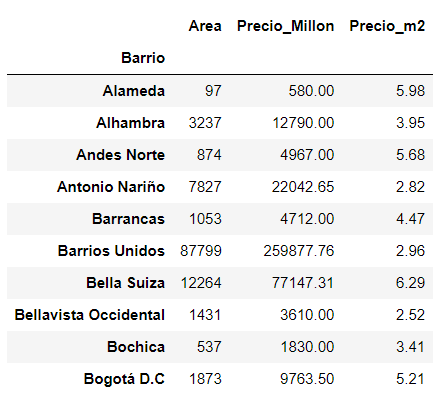 Area Precio_Millon Precio_m2
Barrio
Alameda 97 580.00 5.98
Alhambra 3237 12790.00 3.95
Andes Norte 874 4967.00 5.68
Antonio Nariño 7827 22042.65 2.82
Barrancas 1053 4712.00 4.47
Barrios Unidos 87799 259877.76 2.96
Bella Suiza 12264 77147.31 6.29
Bellavista Occidental 1431 3610.00 2.52
Bochica 537 1830.00 3.41
Bogotá D.C 1873 9763.50 5.21